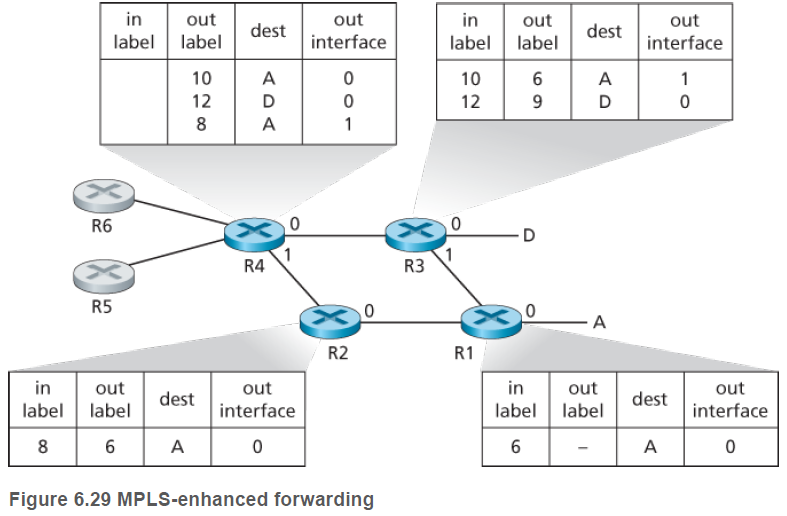 in out dest out
label label interface
10 A 0
12 D 0
8 A 1
in out dest out
label label interface
10 6 A 1
12 9 D 0
R6
R5
R4
0
1
R3
0
1
D
R2
0
R1
0
A
in out dest out
label label interface
8 6 A 0
in out dest out
label label interface
6 – A 0
Figure 6.29 MPLS-enhanced forwarding